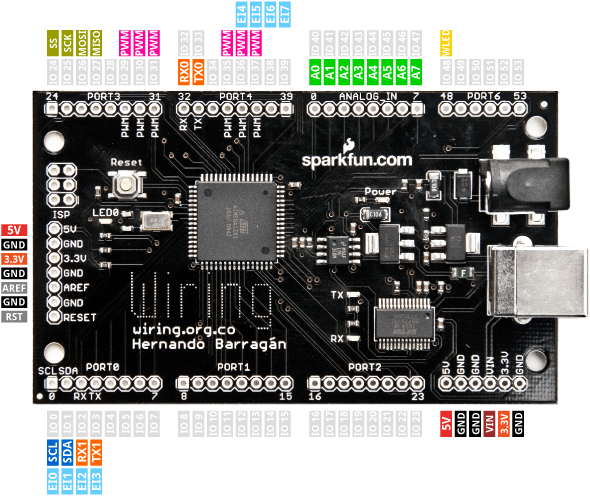 EI4 EI5 EI6 EI7
SS SCK MOSI MISO PWM PWM PWM RX0 TX0 PWM PWM PWM WLED
IO 24 IO 25 IO 26 IO 27 IO 28 IO 29 IO 30 IO 31 IO 32 IO 33 IO 34 IO 35 IO 36 IO 37 IO 38 IO 39 IO 40 IO 41 IO 42 IO 43 IO 44 IO 45 IO 46 IO 47 IO 48 IO 49 IO 50 IO 51 IO 52 IO 53
A0 A1 A2 A3 A4 A5 A6 A7
24 PORT3 31 32 PORT4 39 0 ANALOG_IN 7 48 PORT6 53
PWM PWM PWM RX TX PWM PWM PWM
Reset
sparkfun.com
Power
ISP
LED0
5V 5V
GND GND
3.3V 3.3V
GND GND
AREF AREF
GND GND
RST RESET
Wiring
wiring.org.co
Hernando Barragán
TX
RX
F
SCL SDA PORT0 PORT1 PORT2
0 RX TX 7 8 15 16 23
5V GND GND VIN 3.3V GND
IO 0 IO 1 IO 2 IO 3 IO 4 IO 5 IO 6 IO 7 IO 8 IO 9 IO 10 IO 11 IO 12 IO 13 IO 14 IO 15 IO 16 IO 17 IO 18 IO 19 IO 20 IO 21 IO 22 IO 23
5V GND GND VIN 3.3V GND
SCL SDA RX1 TX1
EI0 EI1 EI2 EI3